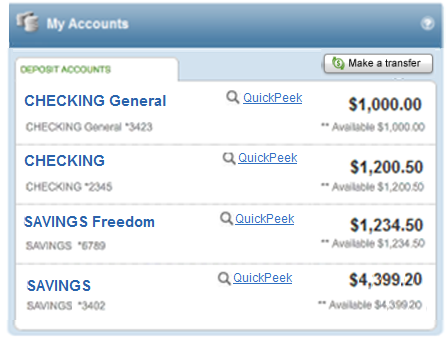 My Accounts
?
DEPOSIT ACCOUNTS
Make a transfer
CHECKING General QuickPeek $1,000.00
CHECKING General *3423 ** Available $1,000.00
CHECKING QuickPeek $1,200.50
CHECKING *2345 ** Available $1,200.50
SAVINGS Freedom QuickPeek $1,234.50
SAVINGS *6789 ** Available $1,234.50
SAVINGS QuickPeek $4,399.20
SAVINGS *3402 ** Available $4,399.20